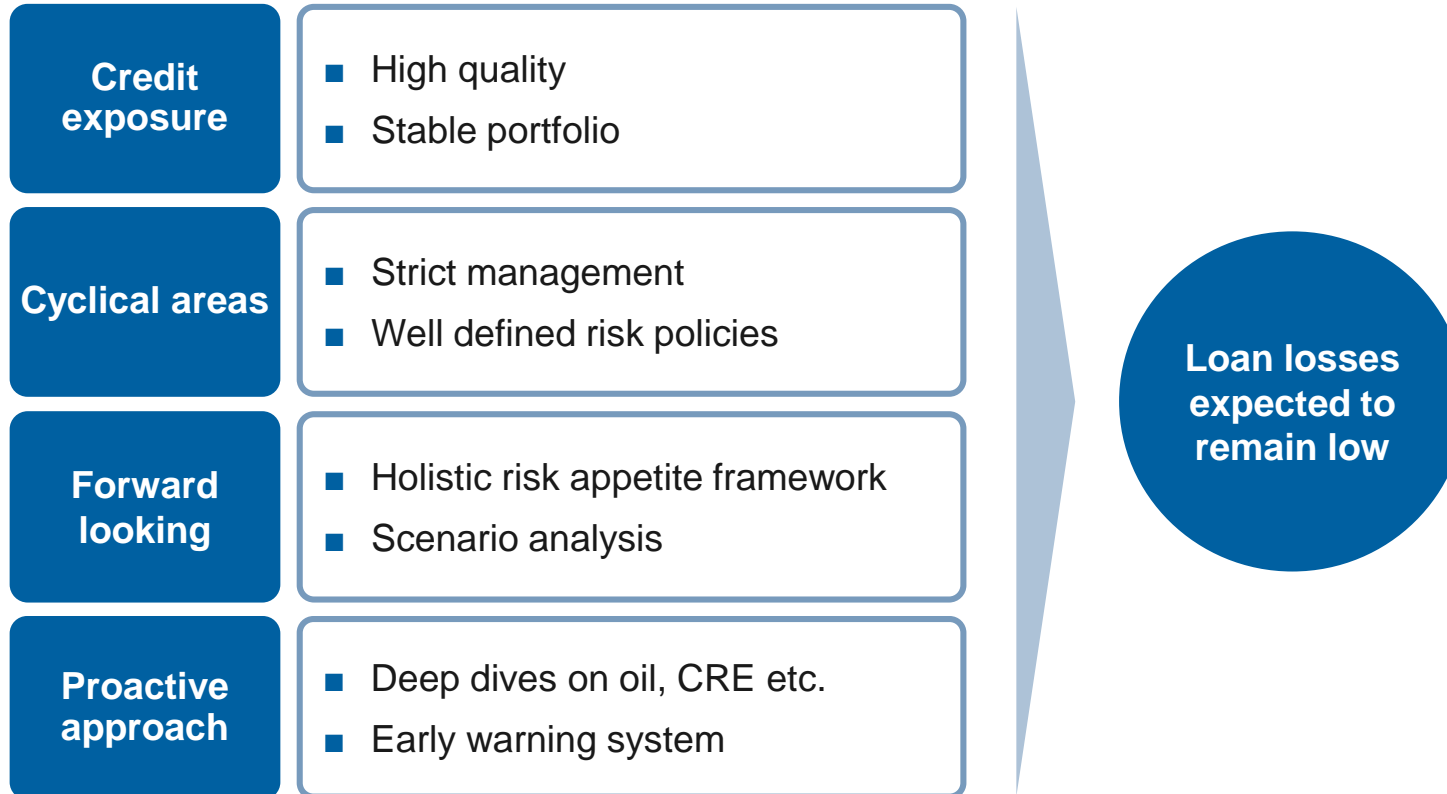 Credit
exposure
■ High quality
■ Stable portfolio
Cyclical areas
■ Strict management
■ Well defined risk policies
Forward
looking
■ Holistic risk appetite framework
■ Scenario analysis
Proactive
approach
■ Deep dives on oil, CRE etc.
■ Early warning system
Loan losses
expected to
remain low